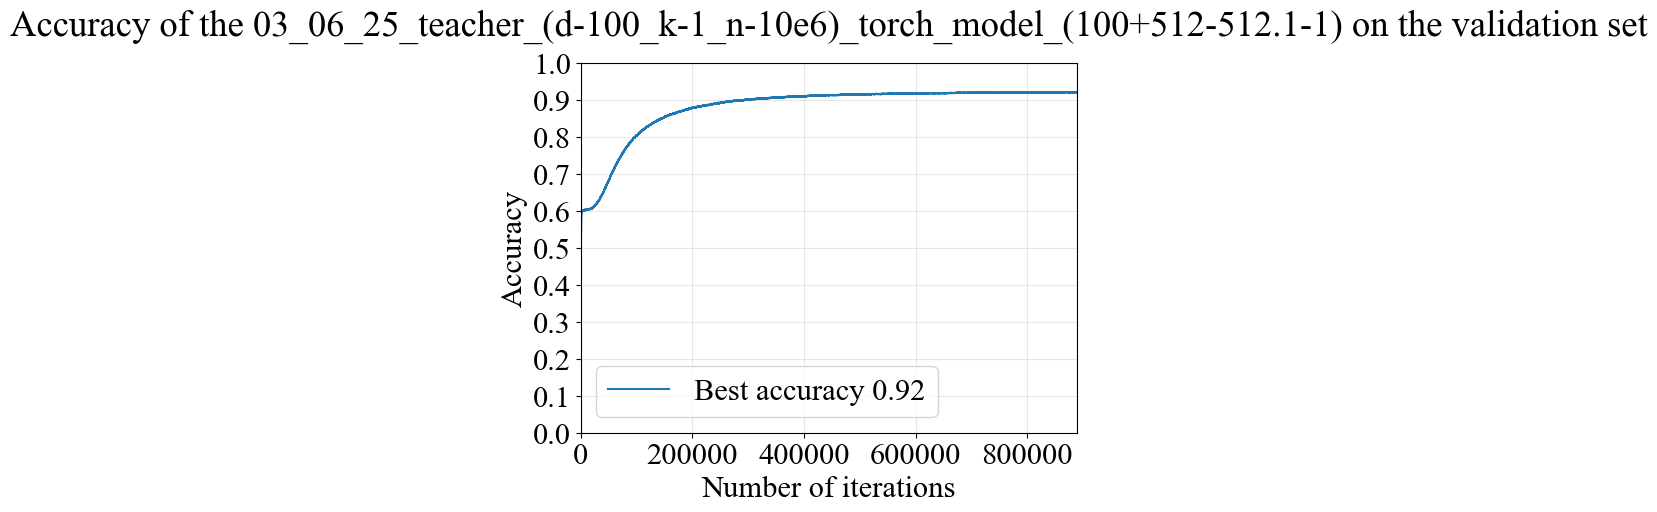 Accuracy of the 03_06_25_teacher_(d-100_k-1_n-10e6)_torch_model_(100+512-512.1-1) on the validation set
1.0
0.9
0.8
0.7
0.6
0.5
0.4
0.3
0.2
0.1
0.0
Accuracy
Best accuracy 0.92
0 200000 400000 600000 800000
Number of iterations